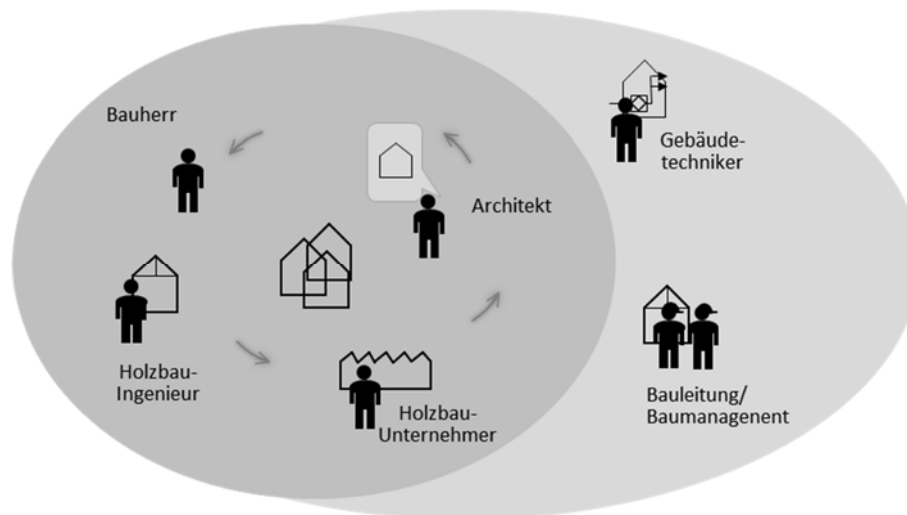 Bauherr
Gebäude-
techniker
Architekt
Holzbau-
Ingenieur
Holzbau-
Unternehmer
Bauleitung/
Baumanagenent